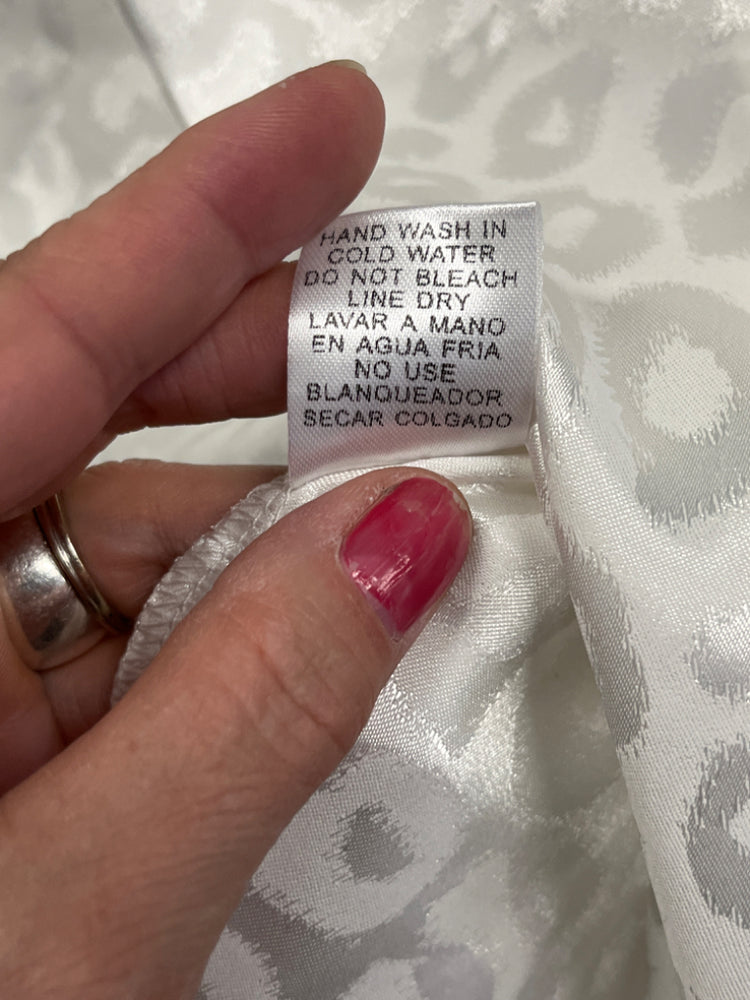 HAND WASH IN
COLD WATER
DO NOT BLEACH
LINE DRY
LAVAR A MANO
EN AGUA FRIA
NO USE
BLANQUEADOR
SECAR COLGADO